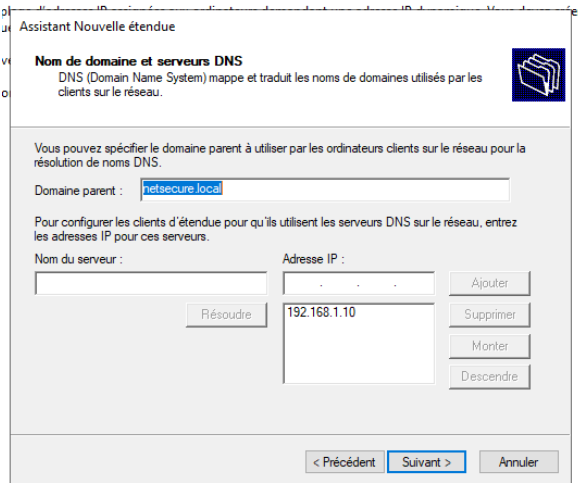 Assistant Nouvelle étendue
Nom de domaine et serveurs DNS
DNS (Domain Name System) mappe et traduit les noms de domaines utilisés par les
clients sur le réseau.
Vous pouvez spécifier le domaine parent à utiliser par les ordinateurs clients sur le réseau pour la
résolution de noms DNS.
Domaine parent : netsecure.local
Pour configurer les clients d'étendue pour qu'ils utilisent les serveurs DNS sur le réseau, entrez
les adresses IP pour ces serveurs.
Nom du serveur : Adresse IP :
. . . Ajouter
Résoudre 192.168.1.10 Supprimer
Monter
Descendre
< Précédent Suivant > Annuler